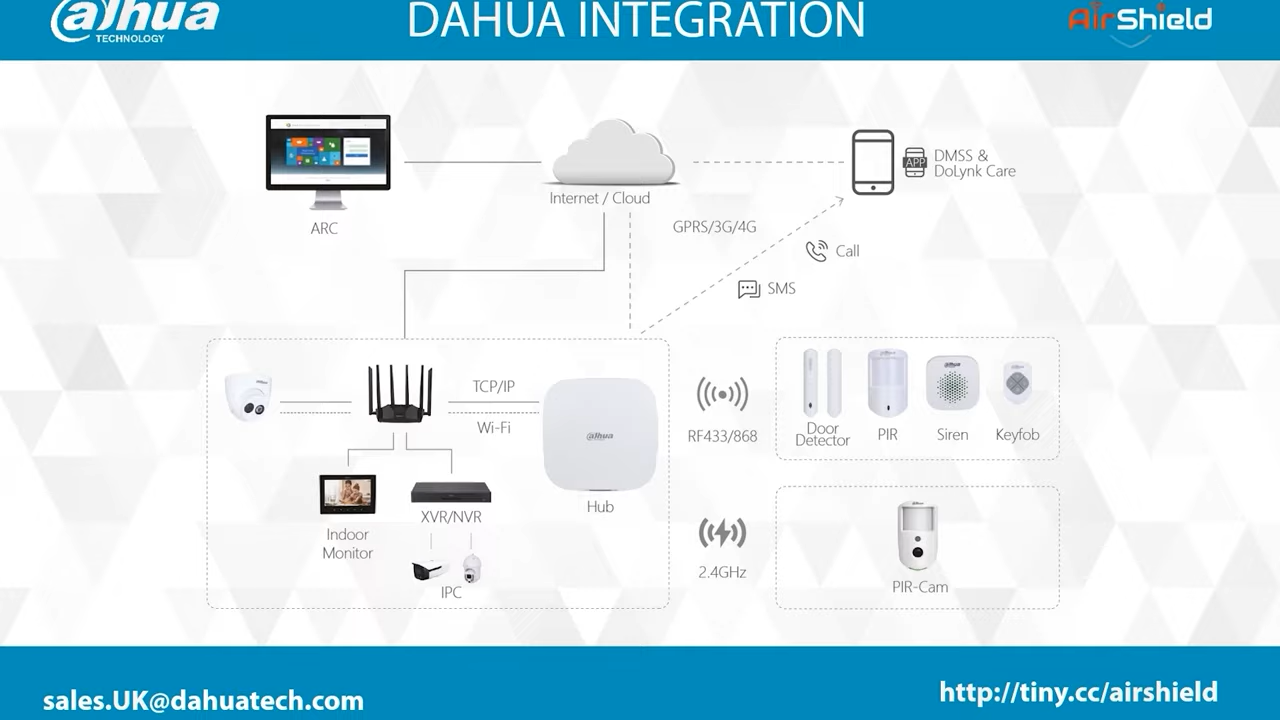 alhua
TECHNOLOGY
DAHUA INTEGRATION
AirShield
ARC
Internet / Cloud
APP
DMSS &
DoLynk Care
GPRS/3G/4G
Call
SMS
TCP/IP
Wi-Fi
alhua
Hub
RF433/868
Door
Detector
PIR
Siren
Keyfob
Indoor
Monitor
XVR/NVR
IPC
2.4GHz
PIR-Cam
sales.UK@dahuatech.com
http://tiny.cc/airshield